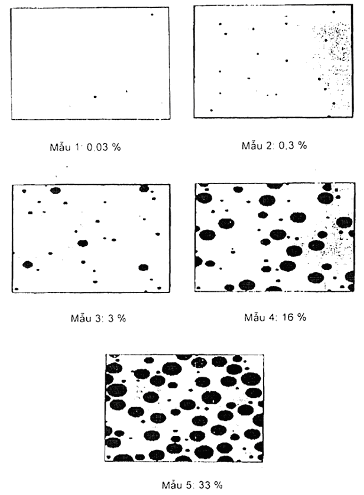 Mẫu 1: 0.03 %
Mẫu 2: 0,3 %
Mẫu 3: 3 %
Mẫu 4: 16 %
Mẫu 5: 33 %